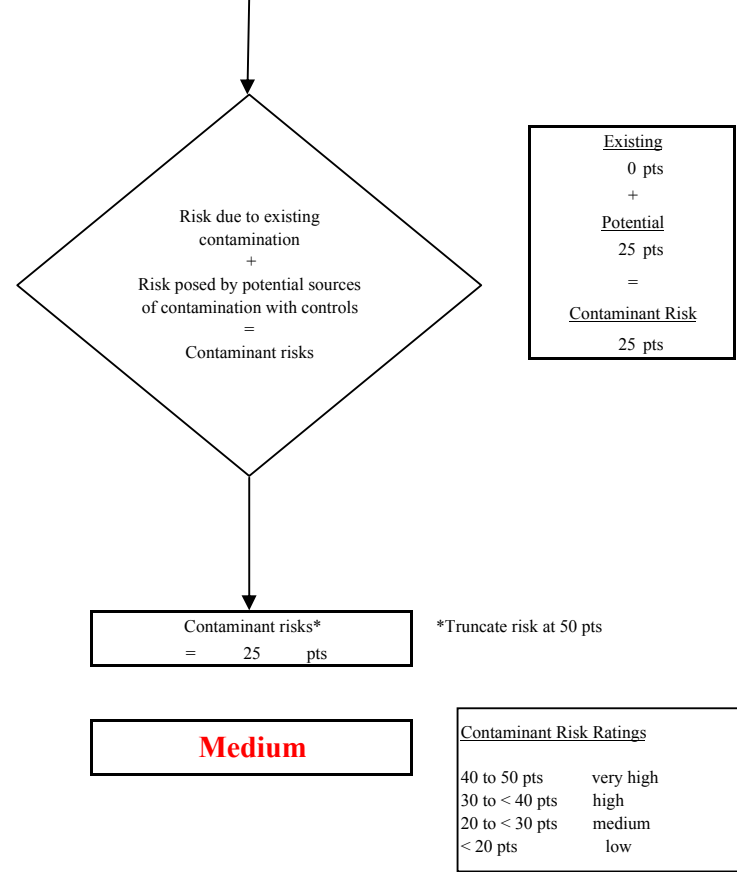 Risk due to existing
contamination
+
Risk posed by potential sources
of contamination with controls
=
Contaminant risks
Existing
0 pts
+
Potential
25 pts
=
Contaminant Risk
25 pts
Contaminant risks*
= 25 pts
*Truncate risk at 50 pts
Medium
Contaminant Risk Ratings
40 to 50 pts very high
30 to < 40 pts high
20 to < 30 pts medium
< 20 pts low